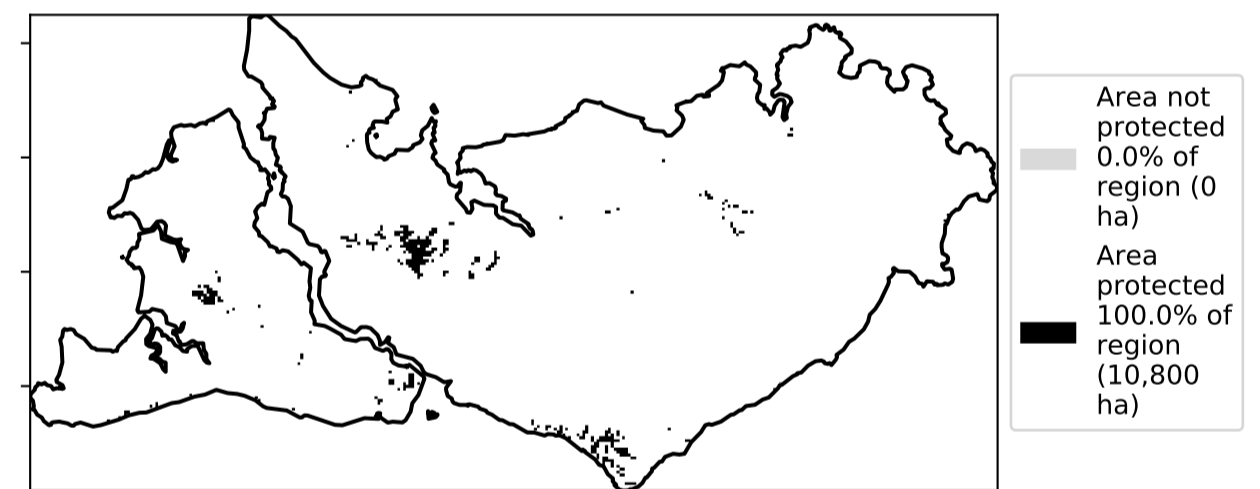 Area not
protected
0.0% of
region (0
ha)
Area
protected
100.0% of
region
(10,800
ha)